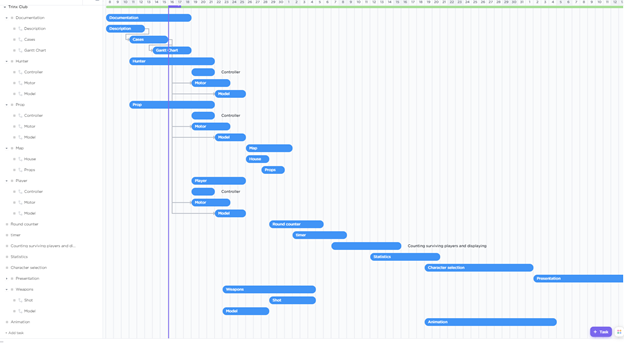 8 9 10 11 12 13 14 15 16 17 18 19 20 21 22 23 24 25 26 27 28 29 30 1 2 3 4 5 6 7 8 9 10 11 12 13 14 15 16 17 18 19 20 21 22 23 24 25 26 27 28 29 30 31 1 2 3 4 5 6 7 8 9 10 11 12
Documentation Documentation
Description Description
Cases Cases
Gantt Chart Gantt Chart
Hunter Hunter
Controller Controller
Motor Motor
Model Model
Prop Prop
Controller Controller
Motor Motor
Model Model
Map Map
House House
Props Props
Player Player
Controller Controller
Motor Motor
Model Model
Round counter Round counter
timer timer
Counting surviving players and di... Counting surviving players and displaying
Statistics Statistics
Character selection Character selection
Presentation Presentation
Weapons Weapons
Shot Shot
Model Model
Animation Animation
+ Add task
+ Task